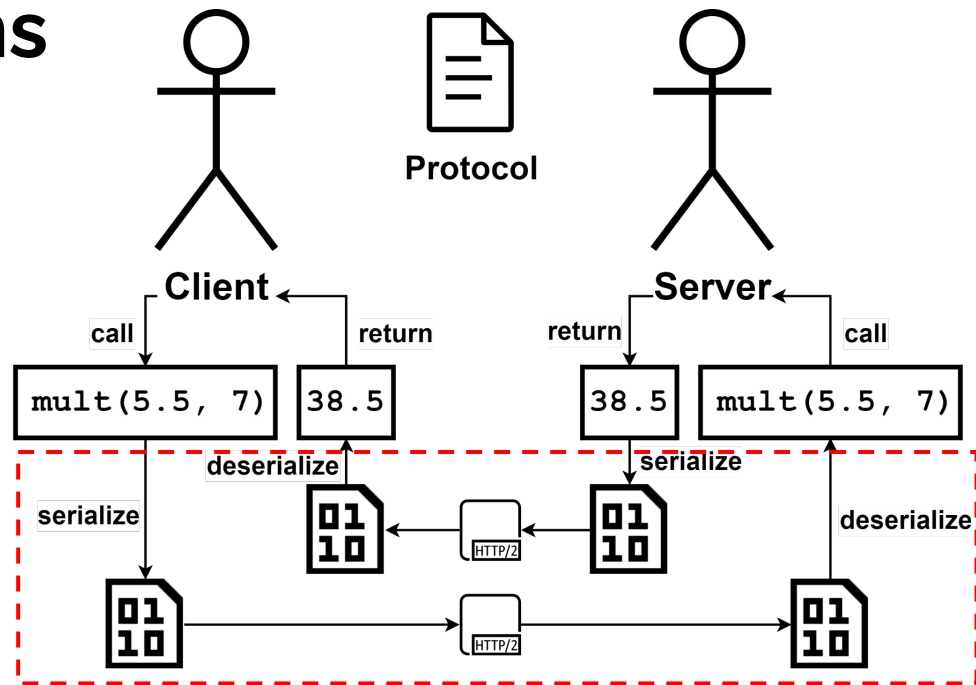 ns
Protocol
Client
Server
call
return
return
call
mult(5.5, 7)
38.5
38.5
mult(5.5, 7)
deserialize
serialize
serialize
deserialize
01
10
HTTP/2
01
10
01
10
HTTP/2
01
10